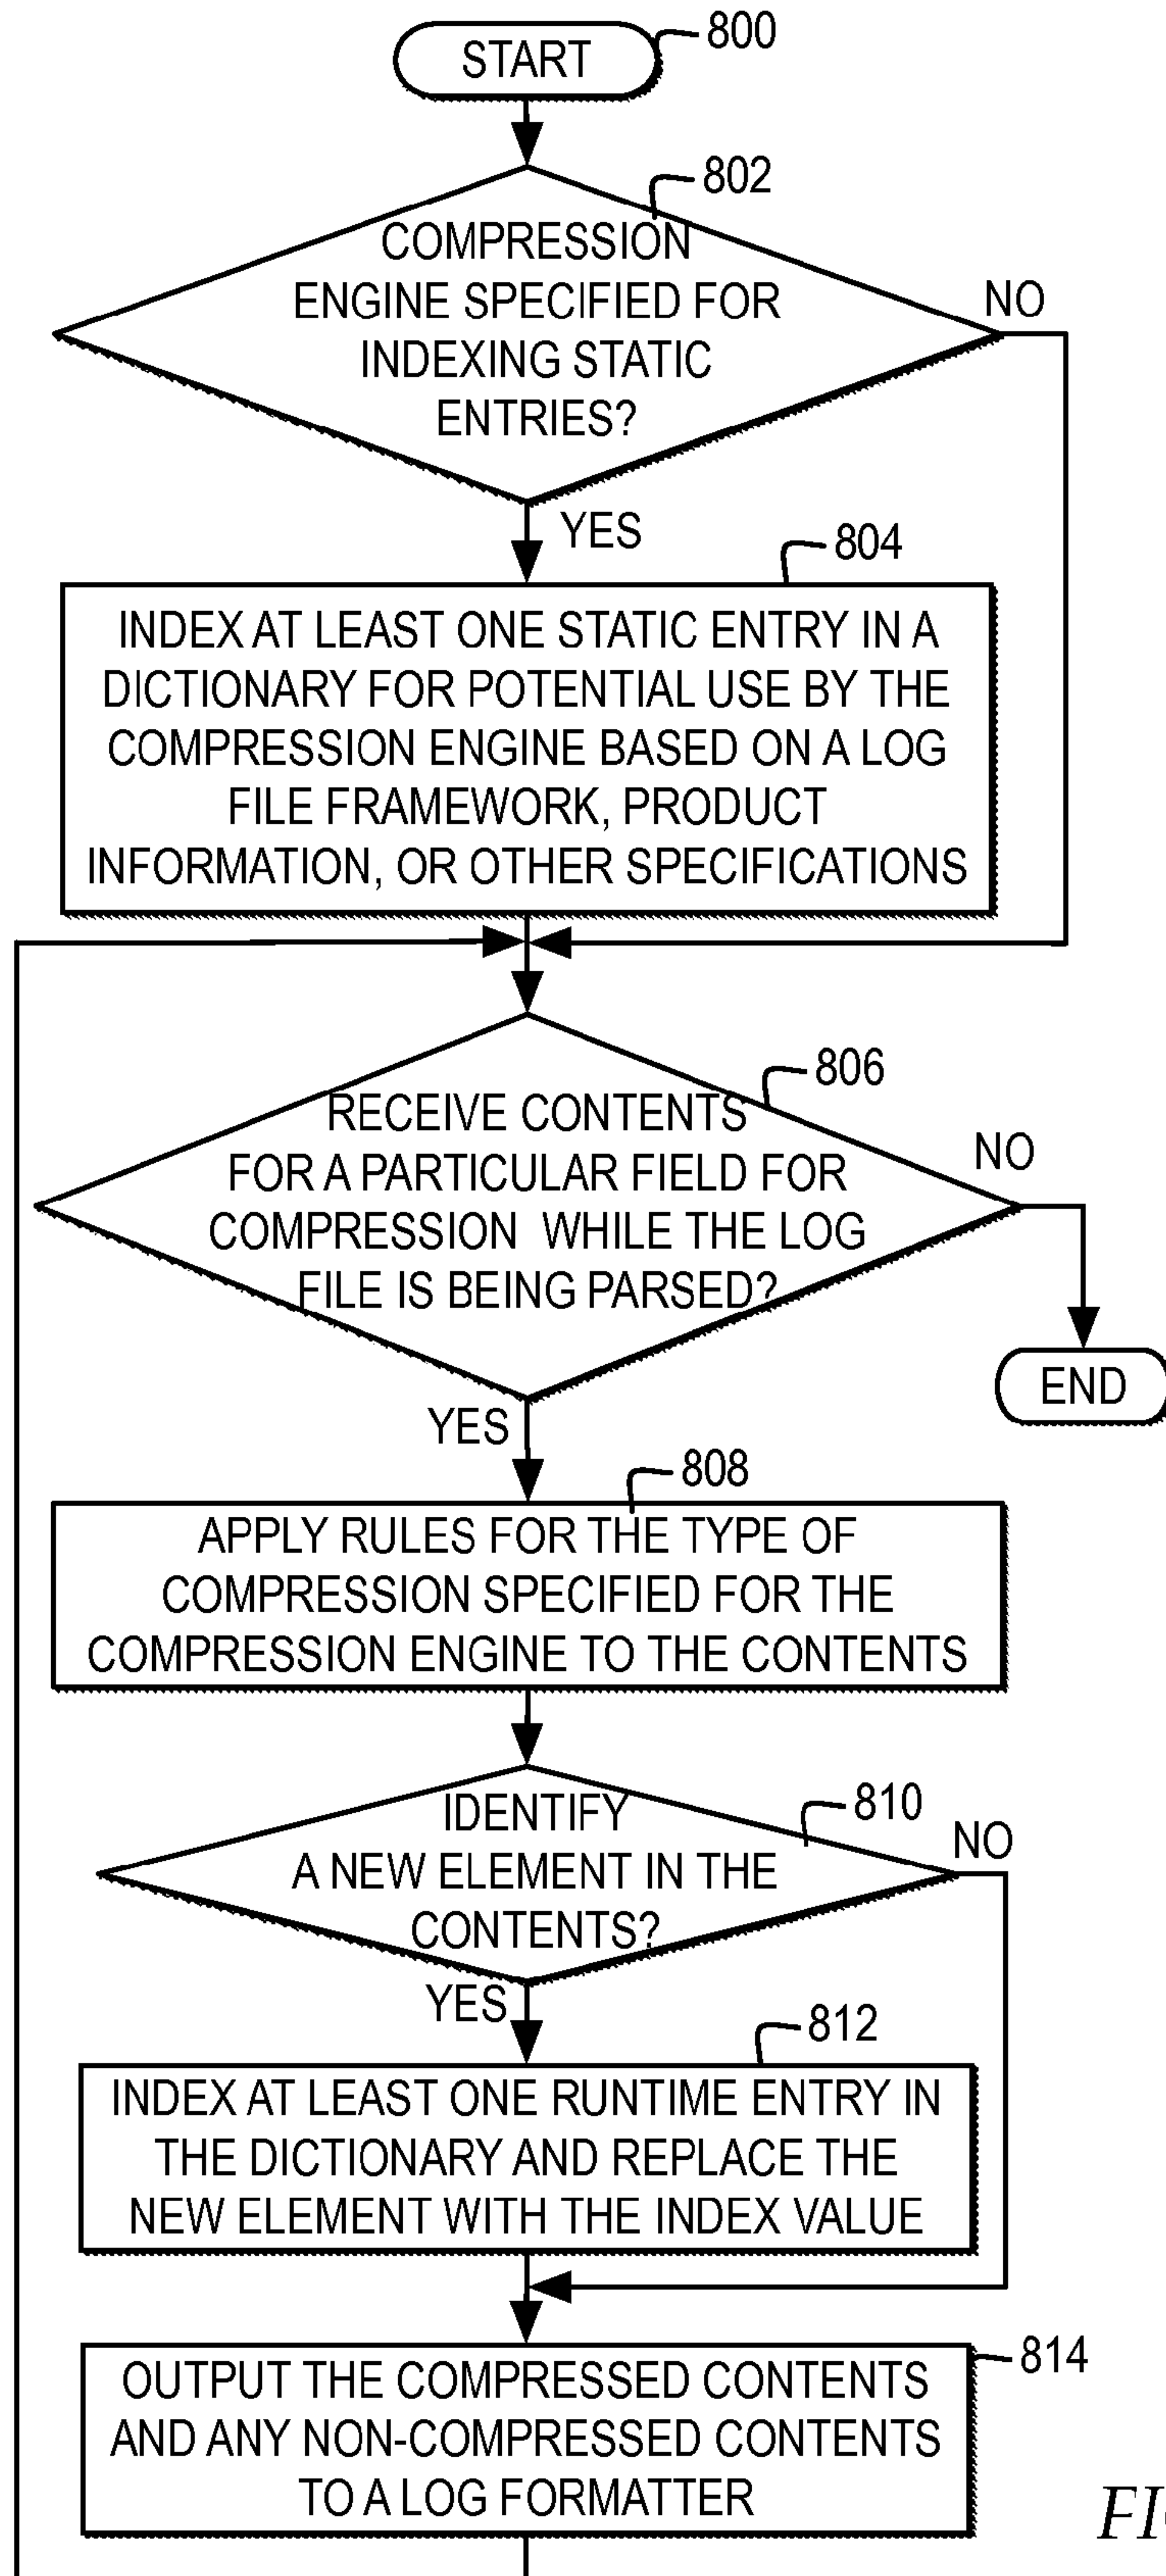 START
800
802
COMPRESSION
ENGINE SPECIFIED FOR
INDEXING STATIC
ENTRIES?
NO
YES
804
INDEX AT LEAST ONE STATIC ENTRY IN A
DICTIONARY FOR POTENTIAL USE BY THE
COMPRESSION ENGINE BASED ON A LOG
FILE FRAMEWORK, PRODUCT
INFORMATION, OR OTHER SPECIFICATIONS
806
RECEIVE CONTENTS
FOR A PARTICULAR FIELD FOR
COMPRESSION WHILE THE LOG
FILE IS BEING PARSED?
NO
END
YES
808
APPLY RULES FOR THE TYPE OF
COMPRESSION SPECIFIED FOR THE
COMPRESSION ENGINE TO THE CONTENTS
810
IDENTIFY
A NEW ELEMENT IN THE
CONTENTS?
NO
YES
812
INDEX AT LEAST ONE RUNTIME ENTRY IN
THE DICTIONARY AND REPLACE THE
NEW ELEMENT WITH THE INDEX VALUE
814
OUTPUT THE COMPRESSED CONTENTS
AND ANY NON-COMPRESSED CONTENTS
TO A LOG FORMATTER